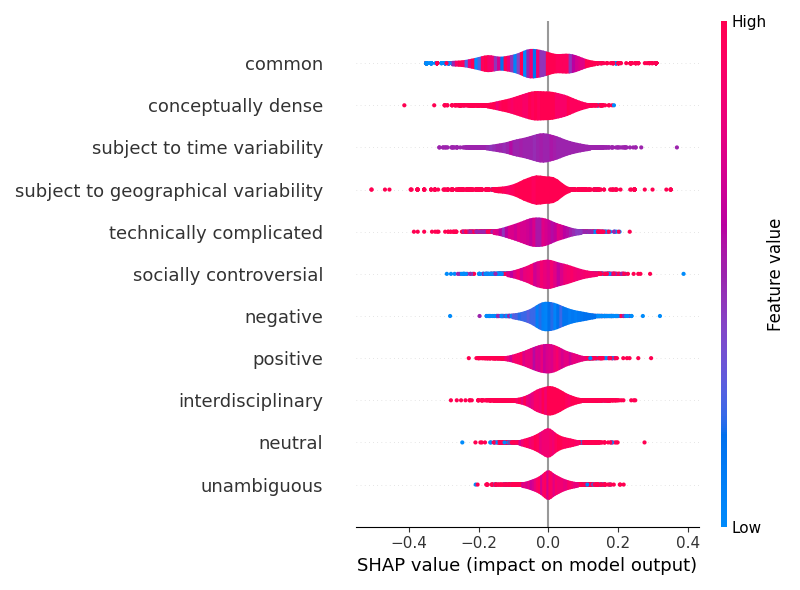 High
common
conceptually dense
subject to time variability
subject to geographical variability
technically complicated
socially controversial
negative
positive
interdisciplinary
neutral
unambiguous
Feature value
Low
−0.4 −0.2 0.0 0.2 0.4
SHAP value (impact on model output)